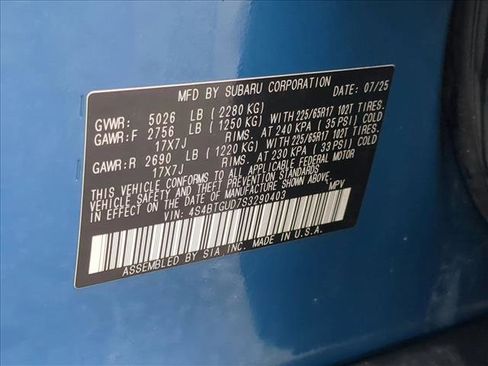 MFD BY SUBARU CORPORATION
DATE: 07/25
GVWR: 5026 LB (2280 KG)
GAWR:F 2756 LB (1250 KG) WITH 225/65R17 102T TIRES.
17X7J RIMS. AT 240 KPA ( 35 PSI) COLD
GAWR:R 2690 LB (1220 KG) WITH 225/65R17 102T TIRES.
17X7J RIMS. AT 230 KPA ( 33 PSI) COLD
THIS VEHICLE CONFORMS TO ALL APPLICABLE FEDERAL MOTOR
VEHICLE SAFETY AND THEFT PREVENTION STANDARDS IN
EFFECT ON THE DATE OF MANUFACTURE SHOWN ABOVE.
VIN: 4S4BTGUD7S3290403 MPV
ASSEMBLED BY SIA INC. MADE IN U.S.A.